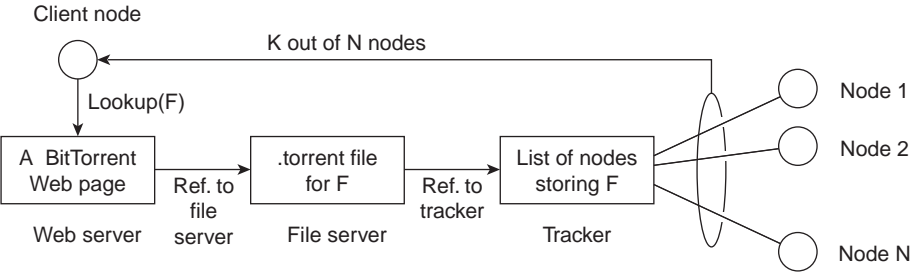 Client node
K out of N nodes
Lookup(F)
Node 1
Node 2
A BitTorrent
Web page
Ref. to
file
server
.torrent file
for F
Ref. to
tracker
List of nodes
storing F
Web server
File server
Tracker
Node N